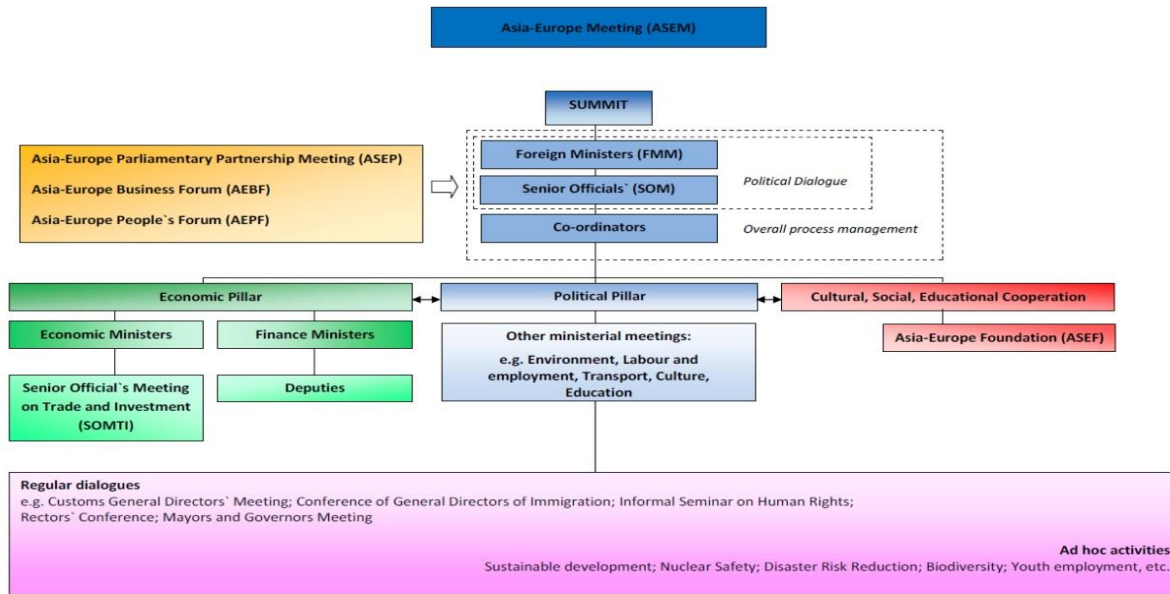 Asia-Europe Meeting (ASEM)
SUMMIT
Asia-Europe Parliamentary Partnership Meeting (ASEP)
Asia-Europe Business Forum (AEBF)
Asia-Europe People`s Forum (AEPF)
Foreign Ministers (FMM)
Senior Officials` (SOM)
Political Dialogue
Co-ordinators
Overall process management
Economic Pillar
Political Pillar
Cultural, Social, Educational Cooperation
Economic Ministers
Finance Ministers
Other ministerial meetings:
e.g. Environment, Labour and
employment, Transport, Culture,
Education
Asia-Europe Foundation (ASEF)
Senior Official`s Meeting
on Trade and Investment
(SOMTI)
Deputies
Regular dialogues
e.g. Customs General Directors` Meeting; Conference of General Directors of Immigration; Informal Seminar on Human Rights;
Rectors` Conference; Mayors and Governors Meeting
Ad hoc activities
Sustainable development; Nuclear Safety; Disaster Risk Reduction; Biodiversity; Youth employment, etc.